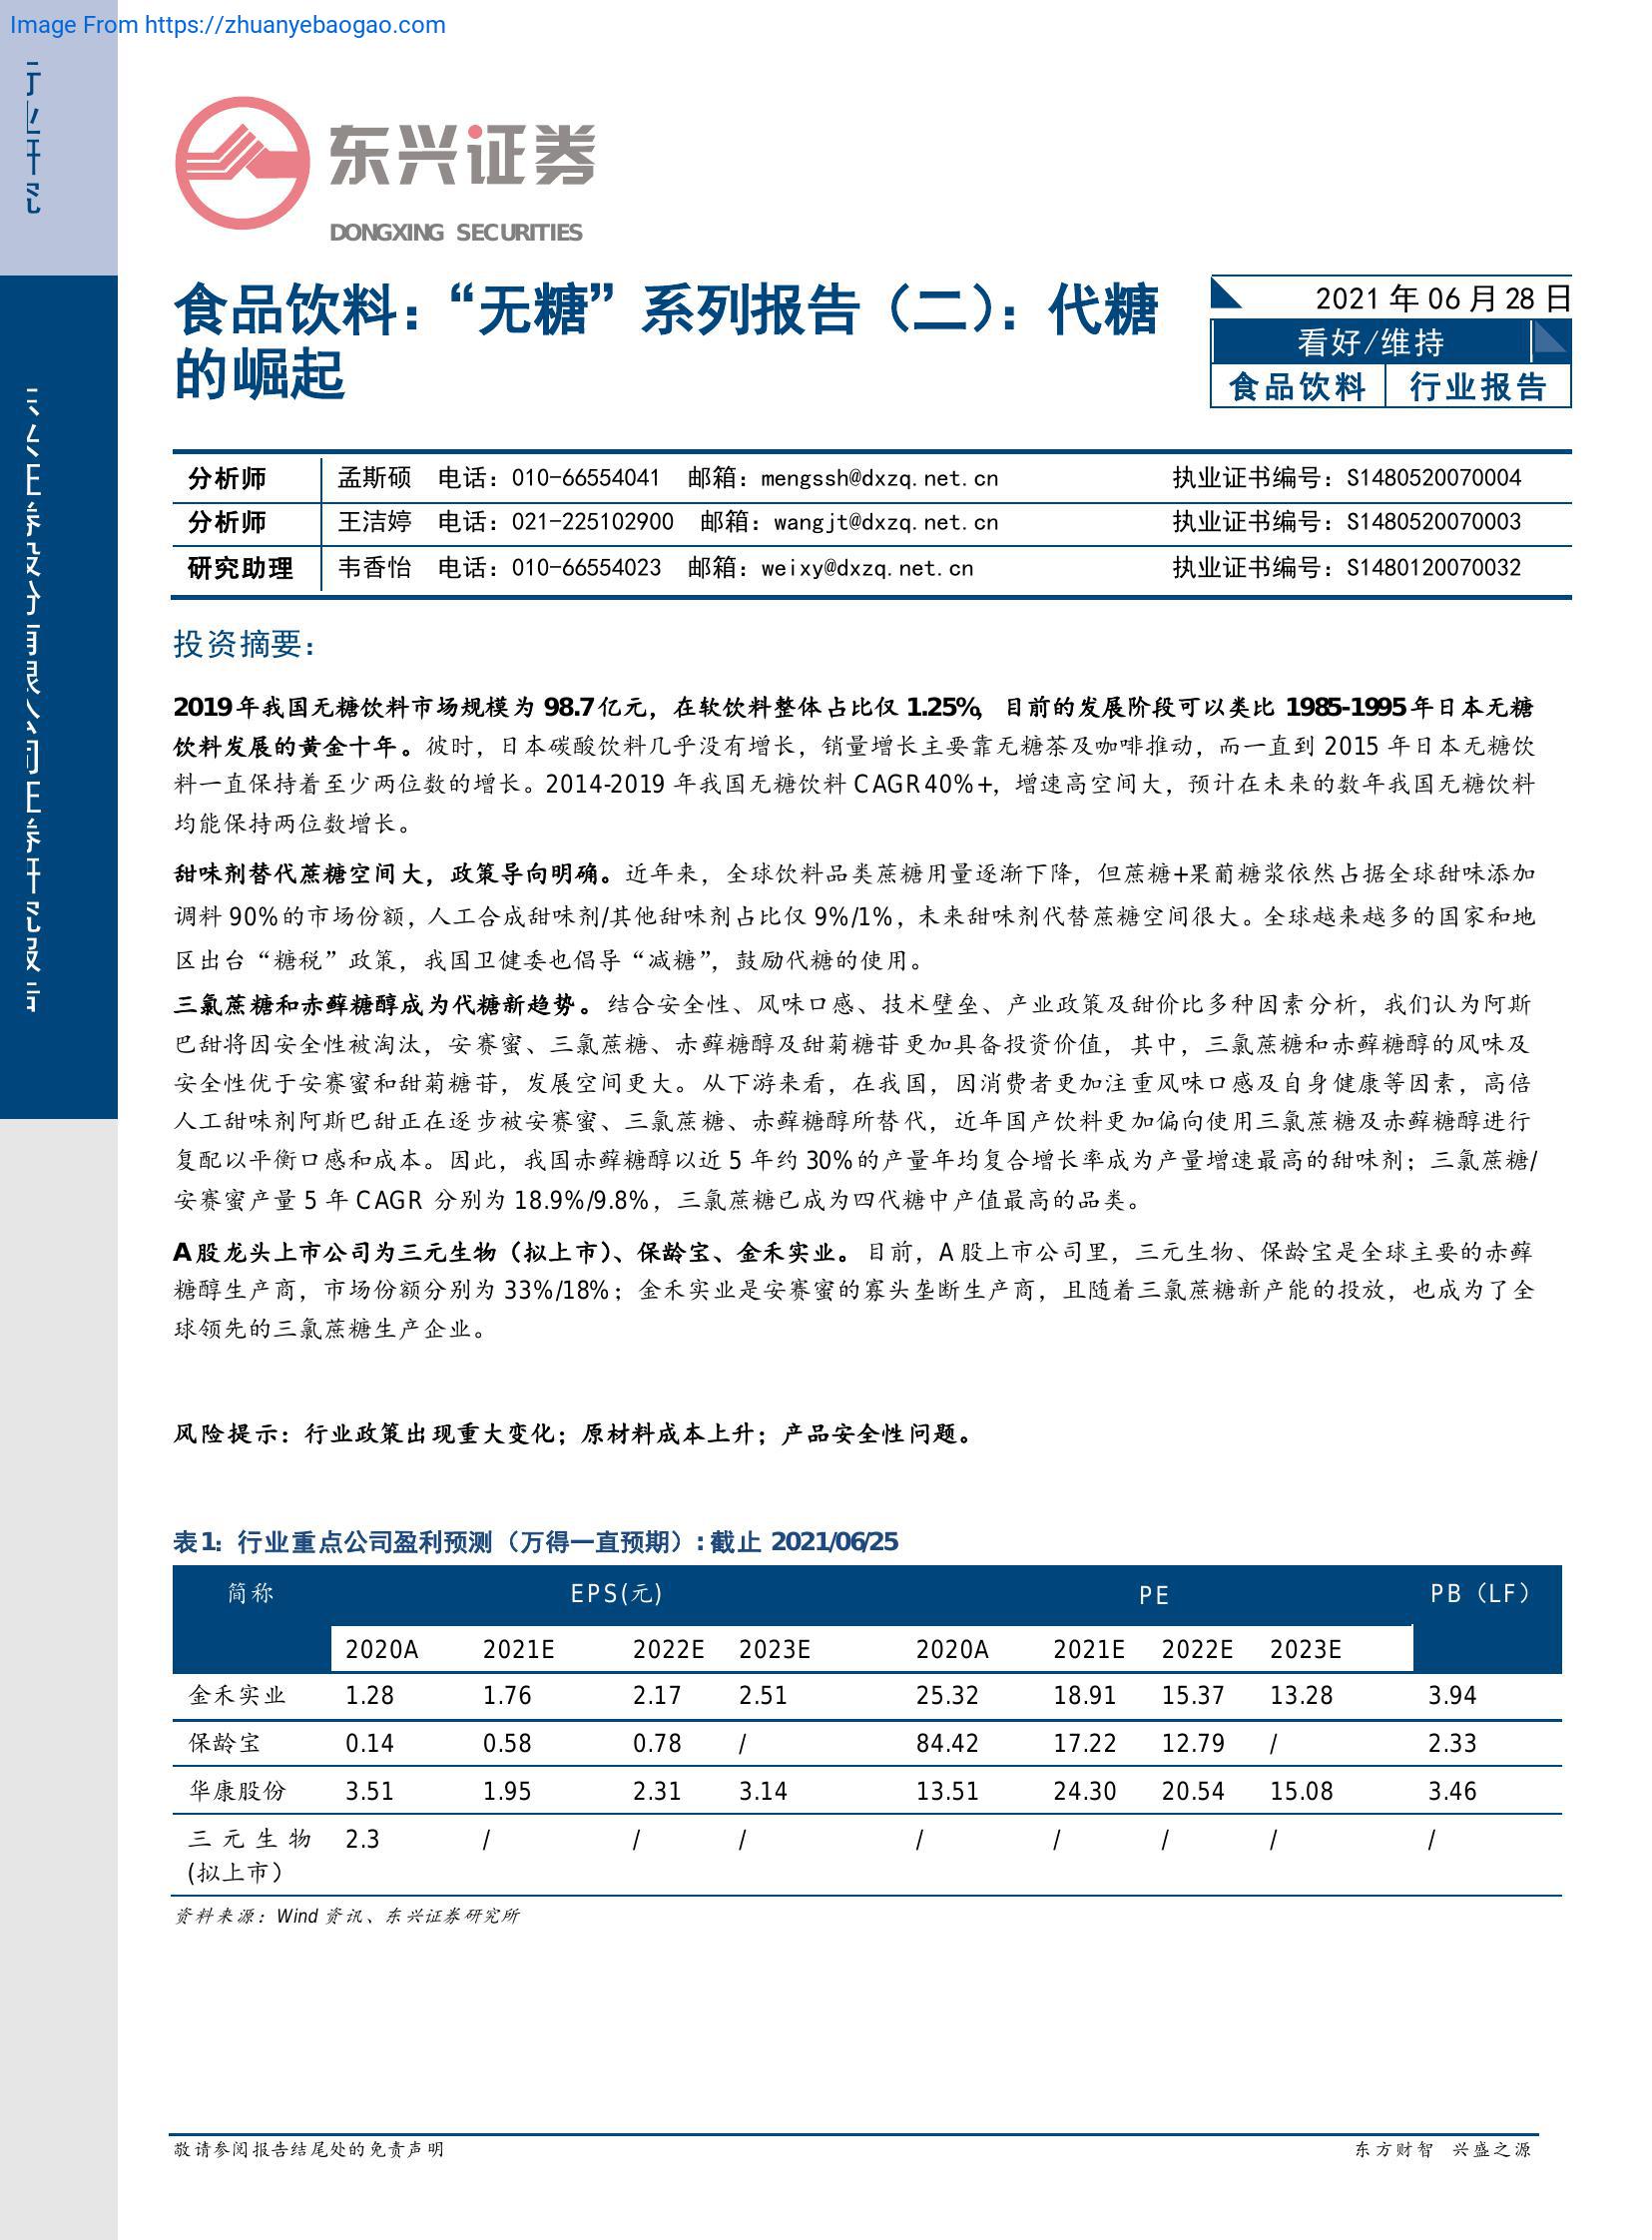 Image From https://zhuanyebaogao.com
东兴证券
DONGXING SECURITIES
食品饮料：“无糖”系列报告（二）：代糖
的崛起
2021 年 06 月 28 日
看好/维持
食品饮料 行业报告
分析师 孟斯硕 电话：010-66554041 邮箱：mengssh@dxzq.net.cn 执业证书编号：S1480520070004
分析师 王洁婷 电话：021-225102900 邮箱：wangjt@dxzq.net.cn 执业证书编号：S1480520070003
研究助理 韦香怡 电话：010-66554023 邮箱：weixy@dxzq.net.cn 执业证书编号：S1480120070032
投资摘要：
2019 年我国无糖饮料市场规模为 98.7 亿元，在软饮料整体占比仅 1.25%，目前的发展阶段可以类比 1985-1995 年日本无糖
饮料发展的黄金十年。彼时，日本碳酸饮料几乎没有增长，销量增长主要靠无糖茶及咖啡推动，而一直到 2015 年日本无糖饮
料一直保持着至少两位数的增长。2014-2019 年我国无糖饮料 CAGR40%+，增速高空间大，预计在未来的数年我国无糖饮料
均能保持两位数增长。
甜味剂替代蔗糖空间大，政策导向明确。近年来，全球饮料品类蔗糖用量逐渐下降，但蔗糖+果葡糖浆依然占据全球甜味添加
调料 90%的市场份额，人工合成甜味剂/其他甜味剂占比仅 9%/1%，未来甜味剂代替蔗糖空间很大。全球越来越多的国家和地
区出台“糖税”政策，我国卫健委也倡导“减糖”，鼓励代糖的使用。
三氯蔗糖和赤藓糖醇成为代糖新趋势。结合安全性、风味口感、技术壁垒、产业政策及甜价比多种因素分析，我们认为阿斯
巴甜将因安全性被淘汰，安赛蜜、三氯蔗糖、赤藓糖醇及甜菊糖苷更加具备投资价值，其中，三氯蔗糖和赤藓糖醇的风味及
安全性优于安赛蜜和甜菊糖苷，发展空间更大。从下游来看，在我国，因消费者更加注重风味口感及自身健康等因素，高倍
人工甜味剂阿斯巴甜正在逐步被安赛蜜、三氯蔗糖、赤藓糖醇所替代，近年国产饮料更加偏向使用三氯蔗糖及赤藓糖醇进行
复配以平衡口感和成本。因此，我国赤藓糖醇以近 5 年约 30%的产量年均复合增长率成为产量增速最高的甜味剂；三氯蔗糖/
安赛蜜产量 5 年 CAGR 分别为 18.9%/9.8%，三氯蔗糖已成为四代糖中产值最高的品类。
A 股龙头上市公司为三元生物（拟上市）、保龄宝、金禾实业。目前，A 股上市公司里，三元生物、保龄宝是全球主要的赤藓
糖醇生产商，市场份额分别为 33%/18%；金禾实业是安赛蜜的寡头垄断生产商，且随着三氯蔗糖新产能的投放，也成为了全
球领先的三氯蔗糖生产企业。
风险提示：行业政策出现重大变化；原材料成本上升；产品安全性问题。
表1：行业重点公司盈利预测（万得一直预期）：截止 2021/06/25
简称 EPS(元) PE PB（LF）
2020A 2021E 2022E 2023E 2020A 2021E 2022E 2023E
金禾实业 1.28 1.76 2.17 2.51 25.32 18.91 15.37 13.28 3.94
保龄宝 0.14 0.58 0.78 / 84.42 17.22 12.79 / 2.33
华康股份 3.51 1.95 2.31 3.14 13.51 24.30 20.54 15.08 3.46
三元生物 2.3 / / / / / / / /
(拟上市）
资料来源：Wind 资讯、东兴证券研究所
敬请参阅报告结尾处的免责声明 东方财智 兴盛之源